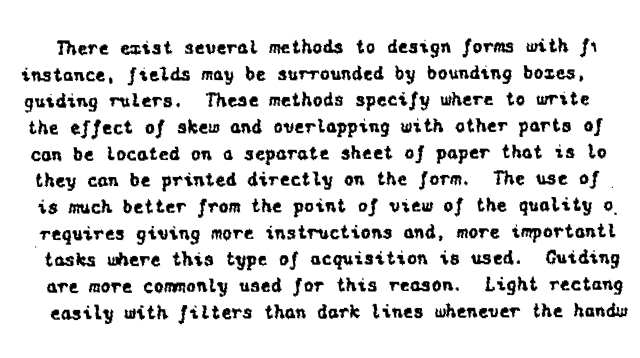 There exist several methods to design forms with fi
instance, fields may be surrounded by bounding boxes,
guiding rulers. These methods specify where to write
the effect of skew and overlapping with other parts of
can be located on a separate sheet of paper that is lo
they can be printed directly on the form. The use of
is much better from the point of view of the quality o
requires giving more instructions and, more importantl
tasks where this type of acquisition is used. Guiding
are more commonly used for this reason. Light rectang
easily with filters than dark lines whenever the handw